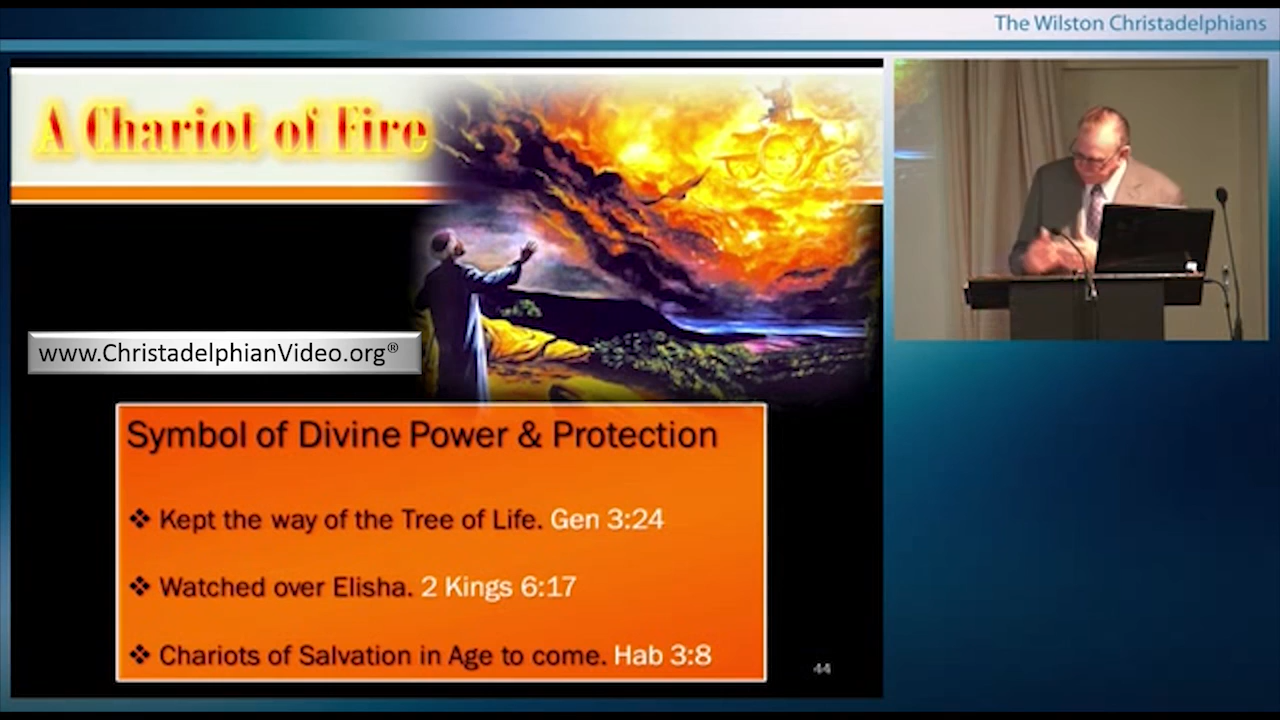 The Wilston Christadelphians
A Chariot of Fire
www.ChristadelphianVideo.org®
Symbol of Divine Power & Protection
❖ Kept the way of the Tree of Life. Gen 3:24
❖ Watched over Elisha. 2 Kings 6:17
❖ Chariots of Salvation in Age to come. Hab 3:8
44